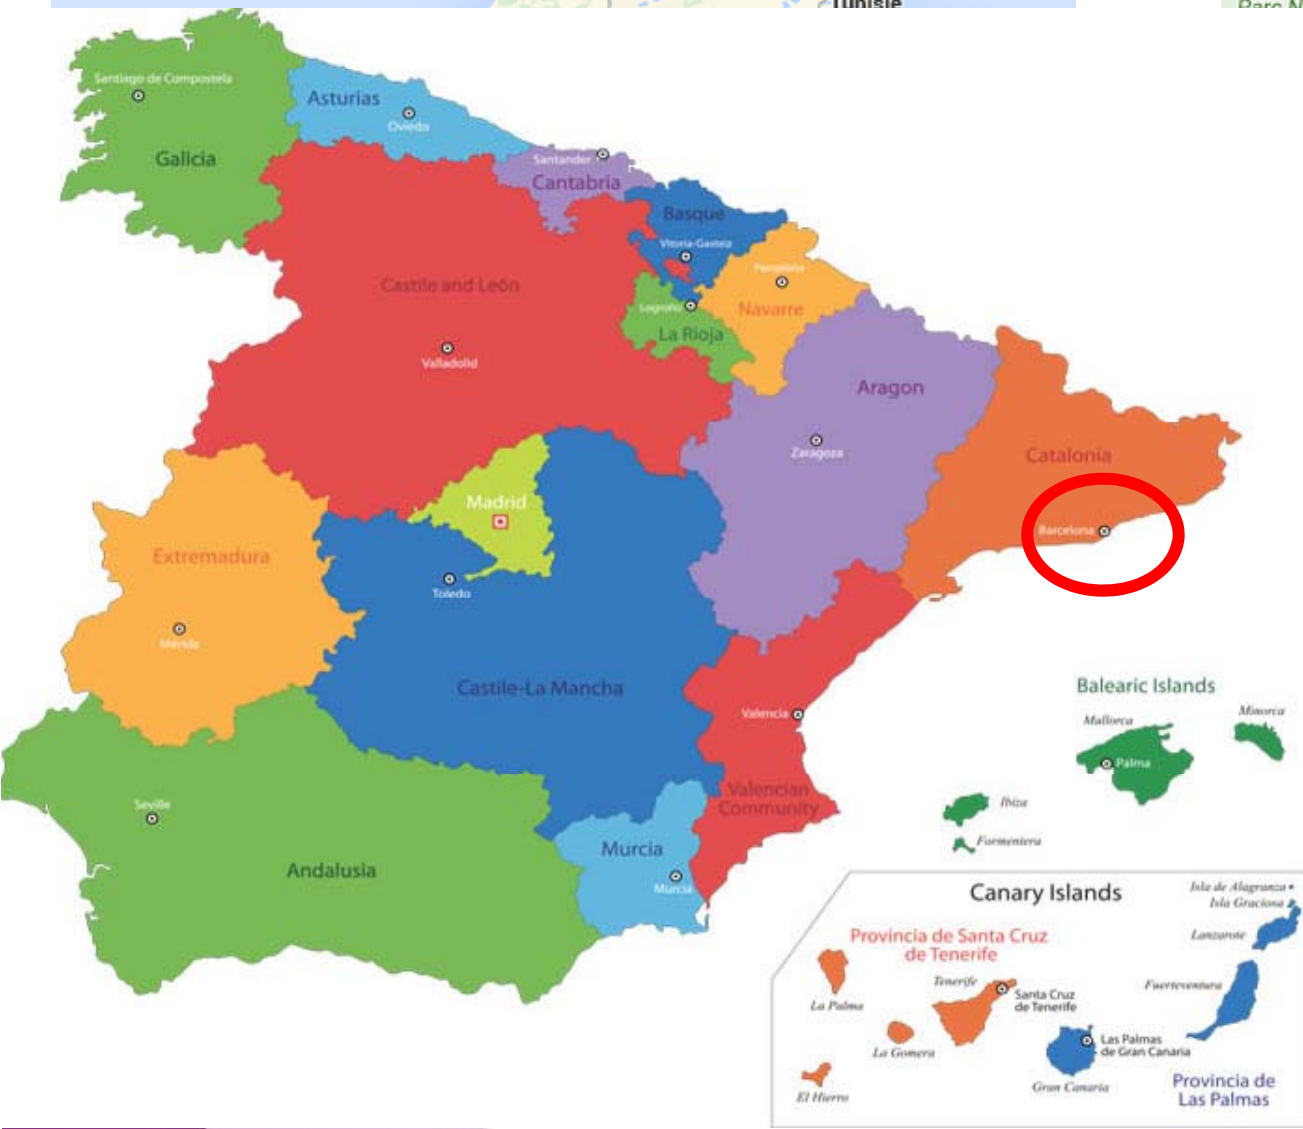 Tunisie
Parc N
Santiago de Compostela
Galicia
Asturias
Oviedo
Santander
Cantabria
Basque
Vitoria-Gasteiz
Pamplona
Navarre
Logroño
La Rioja
Castile and León
Valladolid
Aragon
Zaragoza
Catalonia
Barcelona
Madrid
Extremadura
Mérida
Toledo
Castile-La Mancha
Valencia
Valencian
Community
Balearic Islands
Mallorca
Minorca
Palma
Ibiza
Formentera
Seville
Andalusia
Murcia
Murcia
Canary Islands
Isla de Alagranza
Isla Graciosa
Lanzarote
Provincia de Santa Cruz
de Tenerife
Tenerife
Santa Cruz
de Tenerife
Fuerteventura
La Palma
La Gomera
Las Palmas
de Gran Canaria
Gran Canaria
El Hierro
Provincia de
Las Palmas